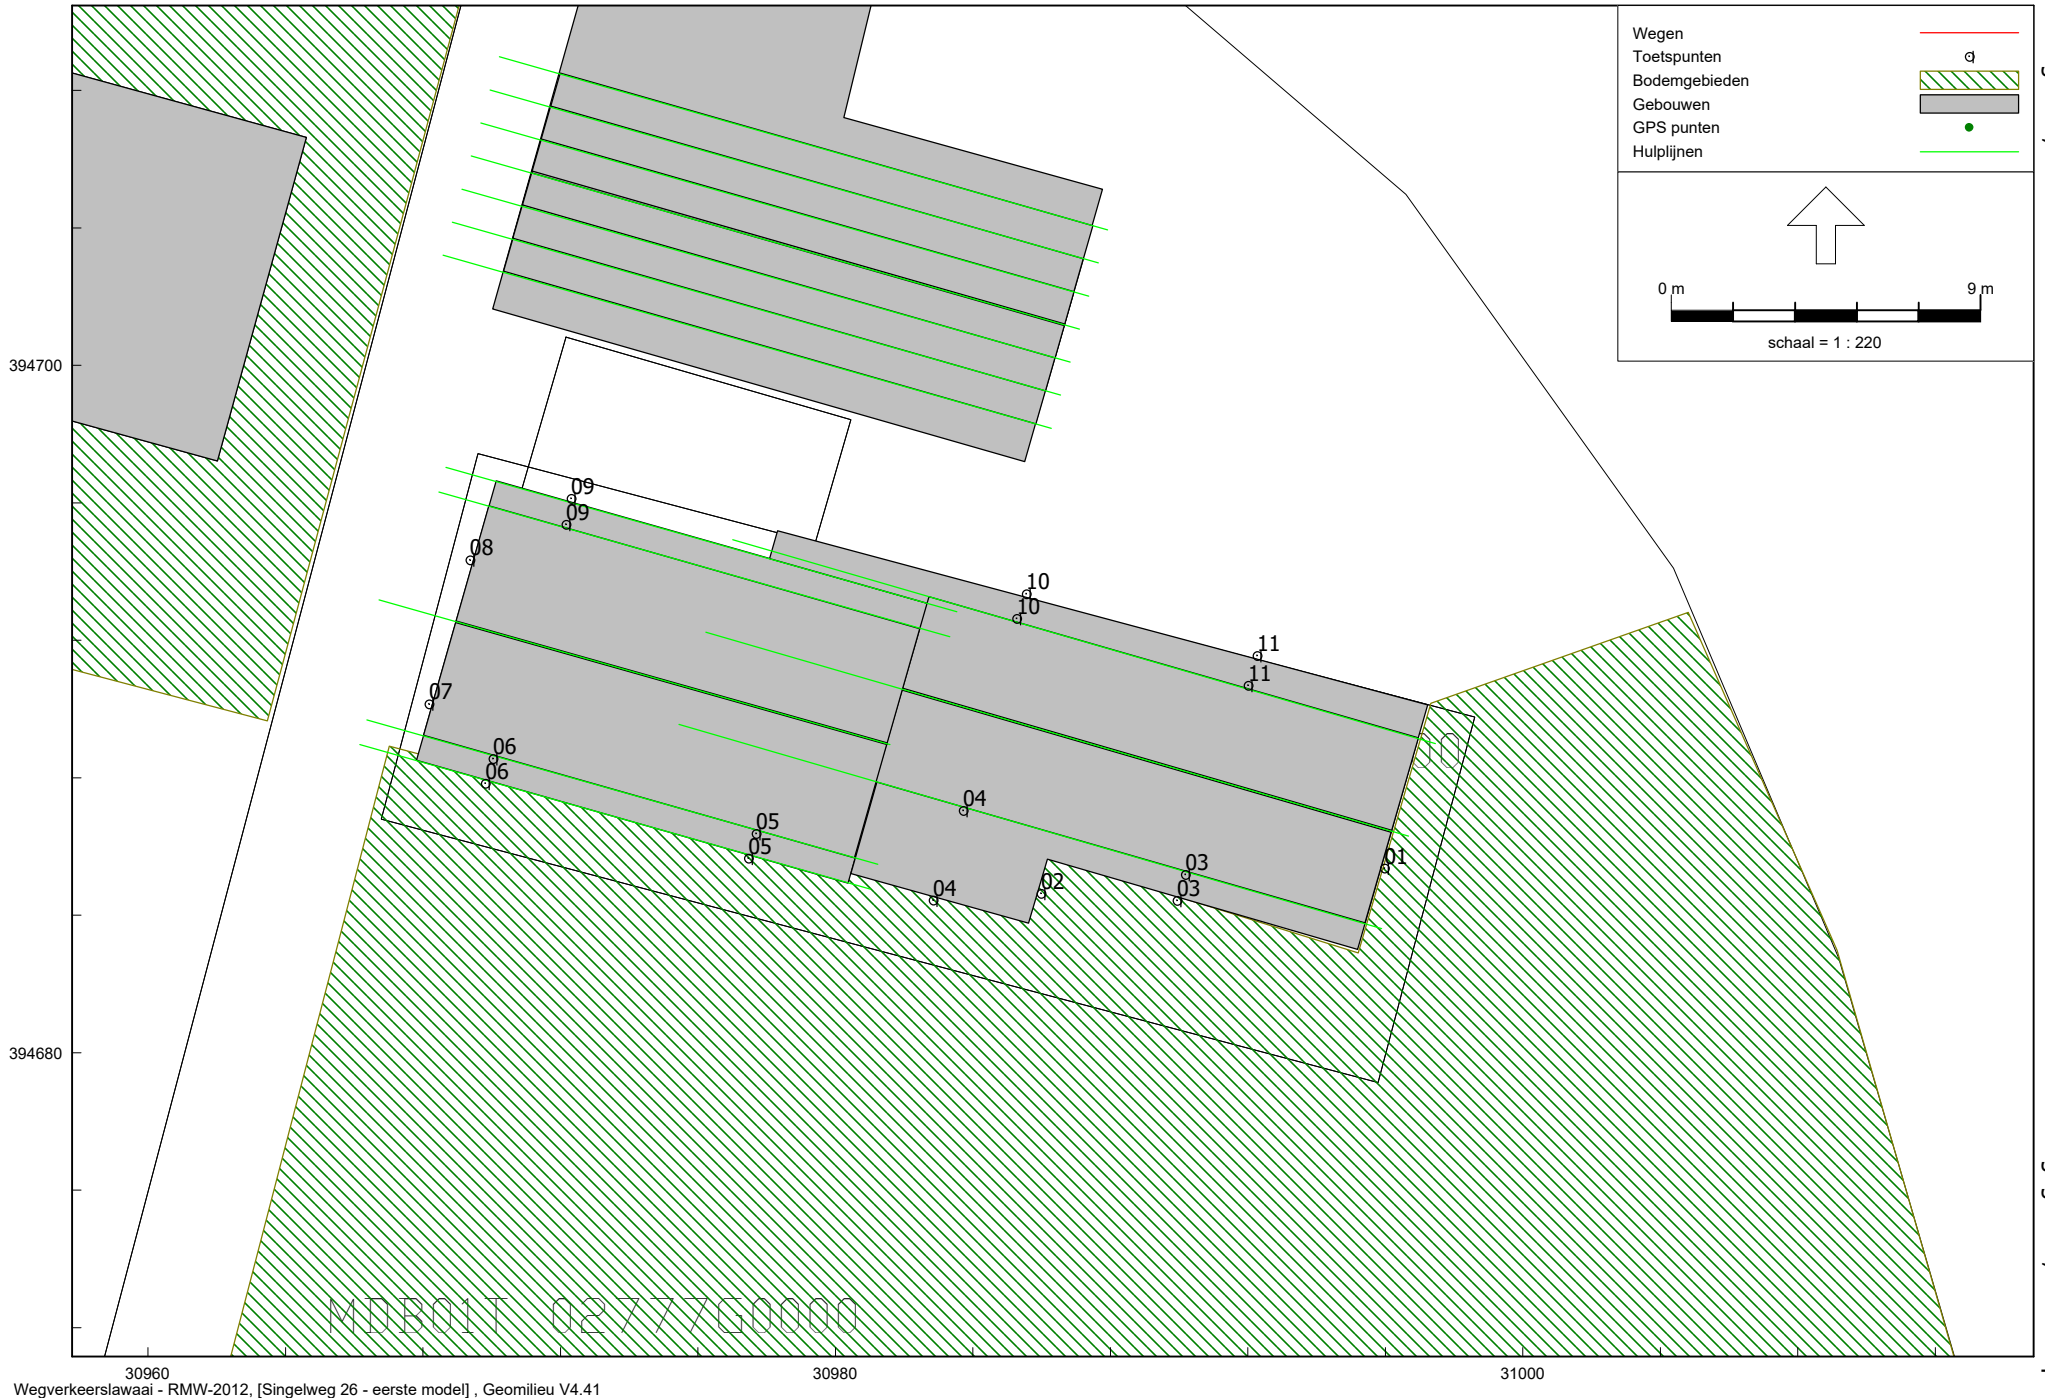 Wegen
Toetspunten
Bodemgebieden
Gebouwen
GPS punten
Hulplijnen
0 m 9 m
schaal = 1 : 220
394700
09
09
08
10
10
11
11
07
06
06
05
05
04
04
03
03
02
01
00
394680
MDB01T 02777G0000
30960 30980 31000
Wegverkeerslawaai - RMW-2012, [Singelweg 26 - eerste model] , Geomilieu V4.41